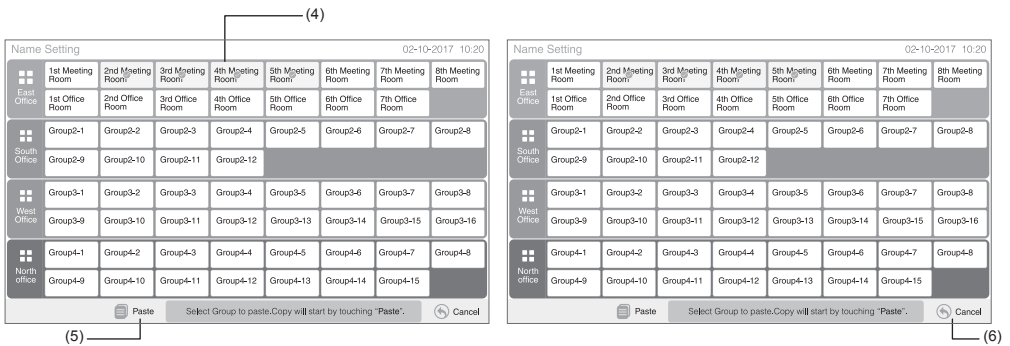 (4)
Name Setting 02-10-2017 10:20
East Office
1st Meeting Room 2nd Meeting Room 3rd Meeting Room 4th Meeting Room 5th Meeting Room 6th Meeting Room 7th Meeting Room 8th Meeting Room
1st Office Room 2nd Office Room 3rd Office Room 4th Office Room 5th Office Room 6th Office Room 7th Office Room
South Office
Group2-1 Group2-2 Group2-3 Group2-4 Group2-5 Group2-6 Group2-7 Group2-8
Group2-9 Group2-10 Group2-11 Group2-12
West Office
Group3-1 Group3-2 Group3-3 Group3-4 Group3-5 Group3-6 Group3-7 Group3-8
Group3-9 Group3-10 Group3-11 Group3-12 Group3-13 Group3-14 Group3-15 Group3-16
North office
Group4-1 Group4-2 Group4-3 Group4-4 Group4-5 Group4-6 Group4-7 Group4-8
Group4-9 Group4-10 Group4-11 Group4-12 Group4-13 Group4-14 Group4-15
Paste Select Group to paste.Copy will start by touching "Paste". Cancel
(5)
Name Setting 02-10-2017 10:20
East Office
1st Meeting Room 2nd Meeting Room 3rd Meeting Room 4th Meeting Room 5th Meeting Room 6th Meeting Room 7th Meeting Room 8th Meeting Room
1st Office Room 2nd Office Room 3rd Office Room 4th Office Room 5th Office Room 6th Office Room 7th Office Room
South Office
Group2-1 Group2-2 Group2-3 Group2-4 Group2-5 Group2-6 Group2-7 Group2-8
Group2-9 Group2-10 Group2-11 Group2-12
West Office
Group3-1 Group3-2 Group3-3 Group3-4 Group3-5 Group3-6 Group3-7 Group3-8
Group3-9 Group3-10 Group3-11 Group3-12 Group3-13 Group3-14 Group3-15 Group3-16
North office
Group4-1 Group4-2 Group4-3 Group4-4 Group4-5 Group4-6 Group4-7 Group4-8
Group4-9 Group4-10 Group4-11 Group4-12 Group4-13 Group4-14 Group4-15
Paste Select Group to paste.Copy will start by touching "Paste". Cancel
(6)